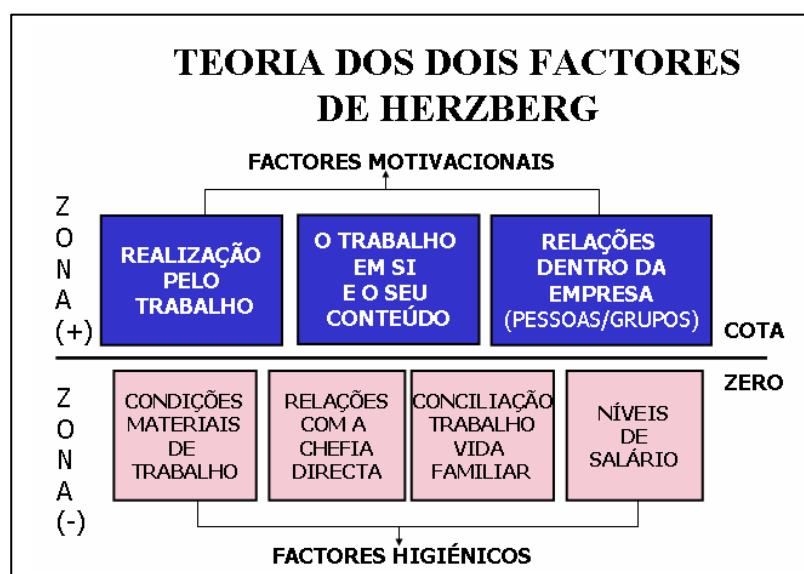 TEORIA DOS DOIS FACTORES
DE HERZBERG
FACTORES MOTIVACIONAIS
Z
O
N
A
(+)
REALIZAÇÃO
PELO
TRABALHO
O TRABALHO
EM SI
E O SEU
CONTEÚDO
RELAÇÕES
DENTRO DA
EMPRESA
(PESSOAS/GRUPOS)
COTA
ZERO
Z
O
N
A
(-)
CONDIÇÕES
MATERIAIS
DE
TRABALHO
RELAÇÕES
COM A
CHEFIA
DIRECTA
CONCILIAÇÃO
TRABALHO
VIDA
FAMILIAR
NÍVEIS
DE
SALÁRIO
FACTORES HIGIÉNICOS